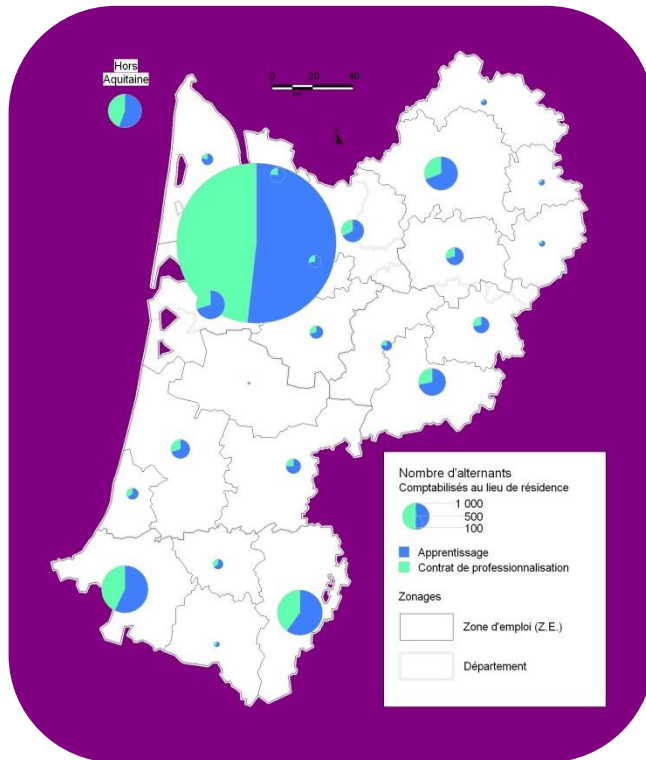 Hors
Aquitaine
0 20 40
Nombre d'alternants
Comptabilisés au lieu de résidence
1 000
500
100
Apprentissage
Contrat de professionnalisation
Zonages
Zone d'emploi (Z.E.)
Département